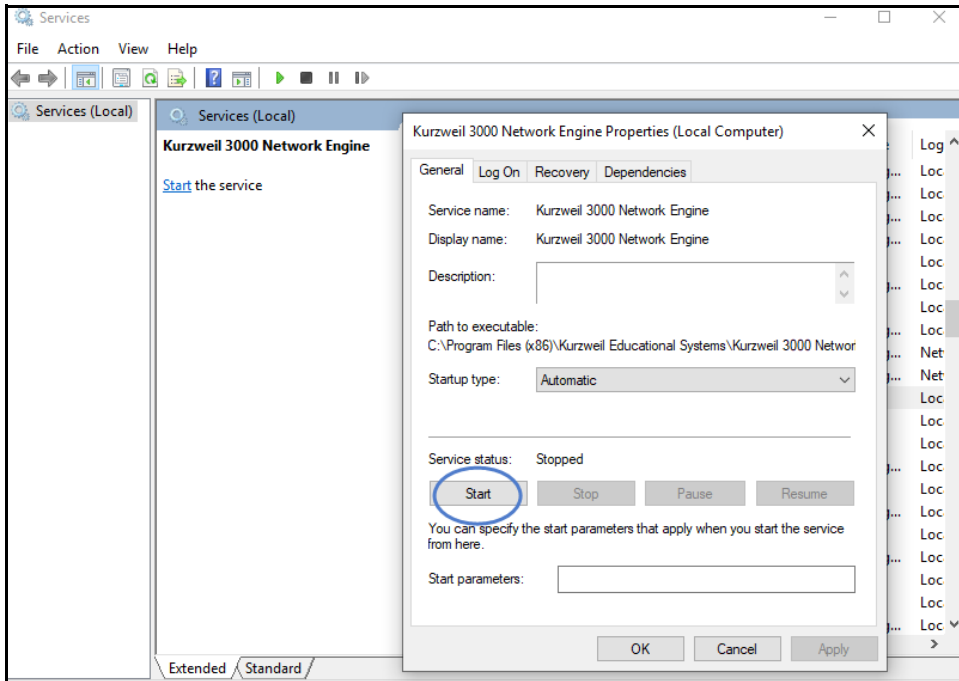 Services
File Action View Help
Services (Local)
Services (Local)
Kurzweil 3000 Network Engine
Start the service
Kurzweil 3000 Network Engine Properties (Local Computer)
General Log On Recovery Dependencies
Service name: Kurzweil 3000 Network Engine
Display name: Kurzweil 3000 Network Engine
Description:
Path to executable:
C:\Program Files (x86)\Kurzweil Educational Systems\Kurzweil 3000 Networ
Startup type: Automatic
Service status: Stopped
Start Stop Pause Resume
You can specify the start parameters that apply when you start the service
from here.
Start parameters:
OK Cancel Apply
Log
Loc
Loc
Loc
Loc
Loc
Loc
Loc
Loc
Net
Net
Loc
Loc
Loc
Loc
Loc
Loc
Loc
Loc
Loc
Loc
Loc
Extended Standard